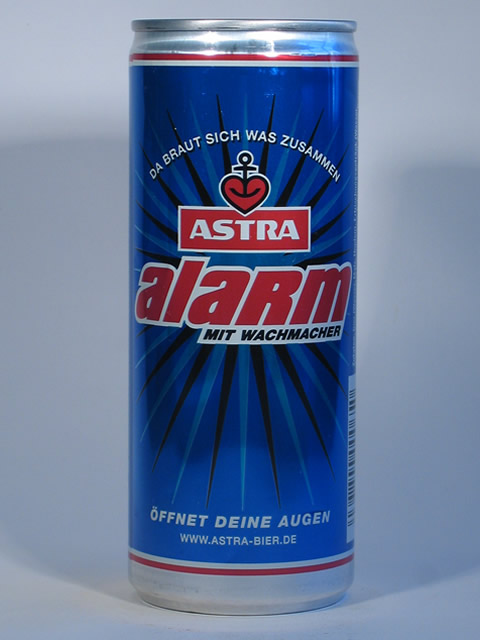 DA BRAUT SICH WAS ZUSAMMEN
ASTRA
alarm
MIT WACHMACHER
ÖFFNET DEINE AUGEN
WWW.ASTRA-BIER.DE